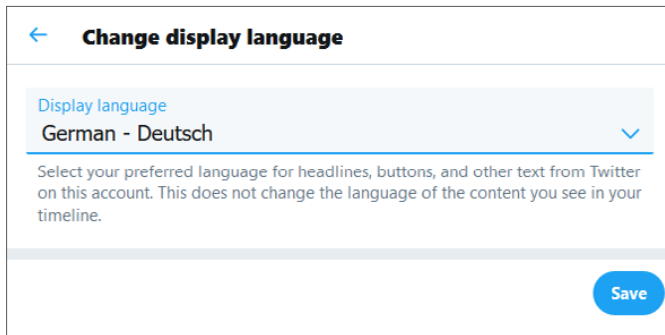 Change display language
Display language
German - Deutsch
Select your preferred language for headlines, buttons, and other text from Twitter
on this account. This does not change the language of the content you see in your
timeline.
Save